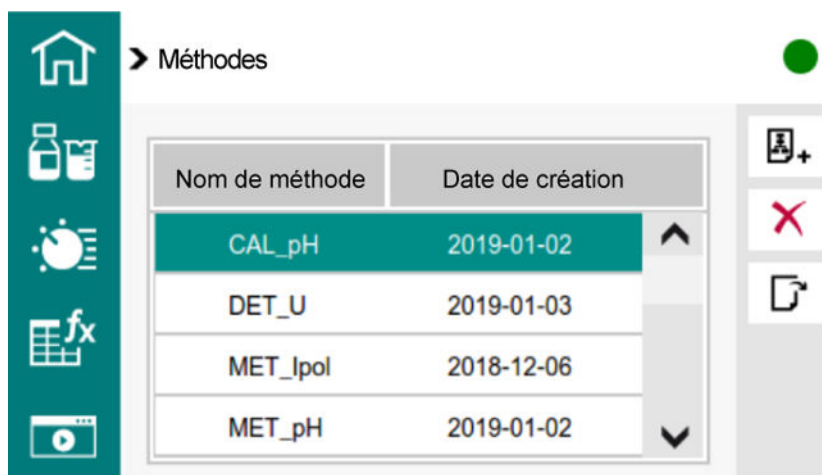 Méthodes
Nom de méthode Date de création
CAL_pH 2019-01-02
DET_U 2019-01-03
MET_Ipol 2018-12-06
MET_pH 2019-01-02
fx